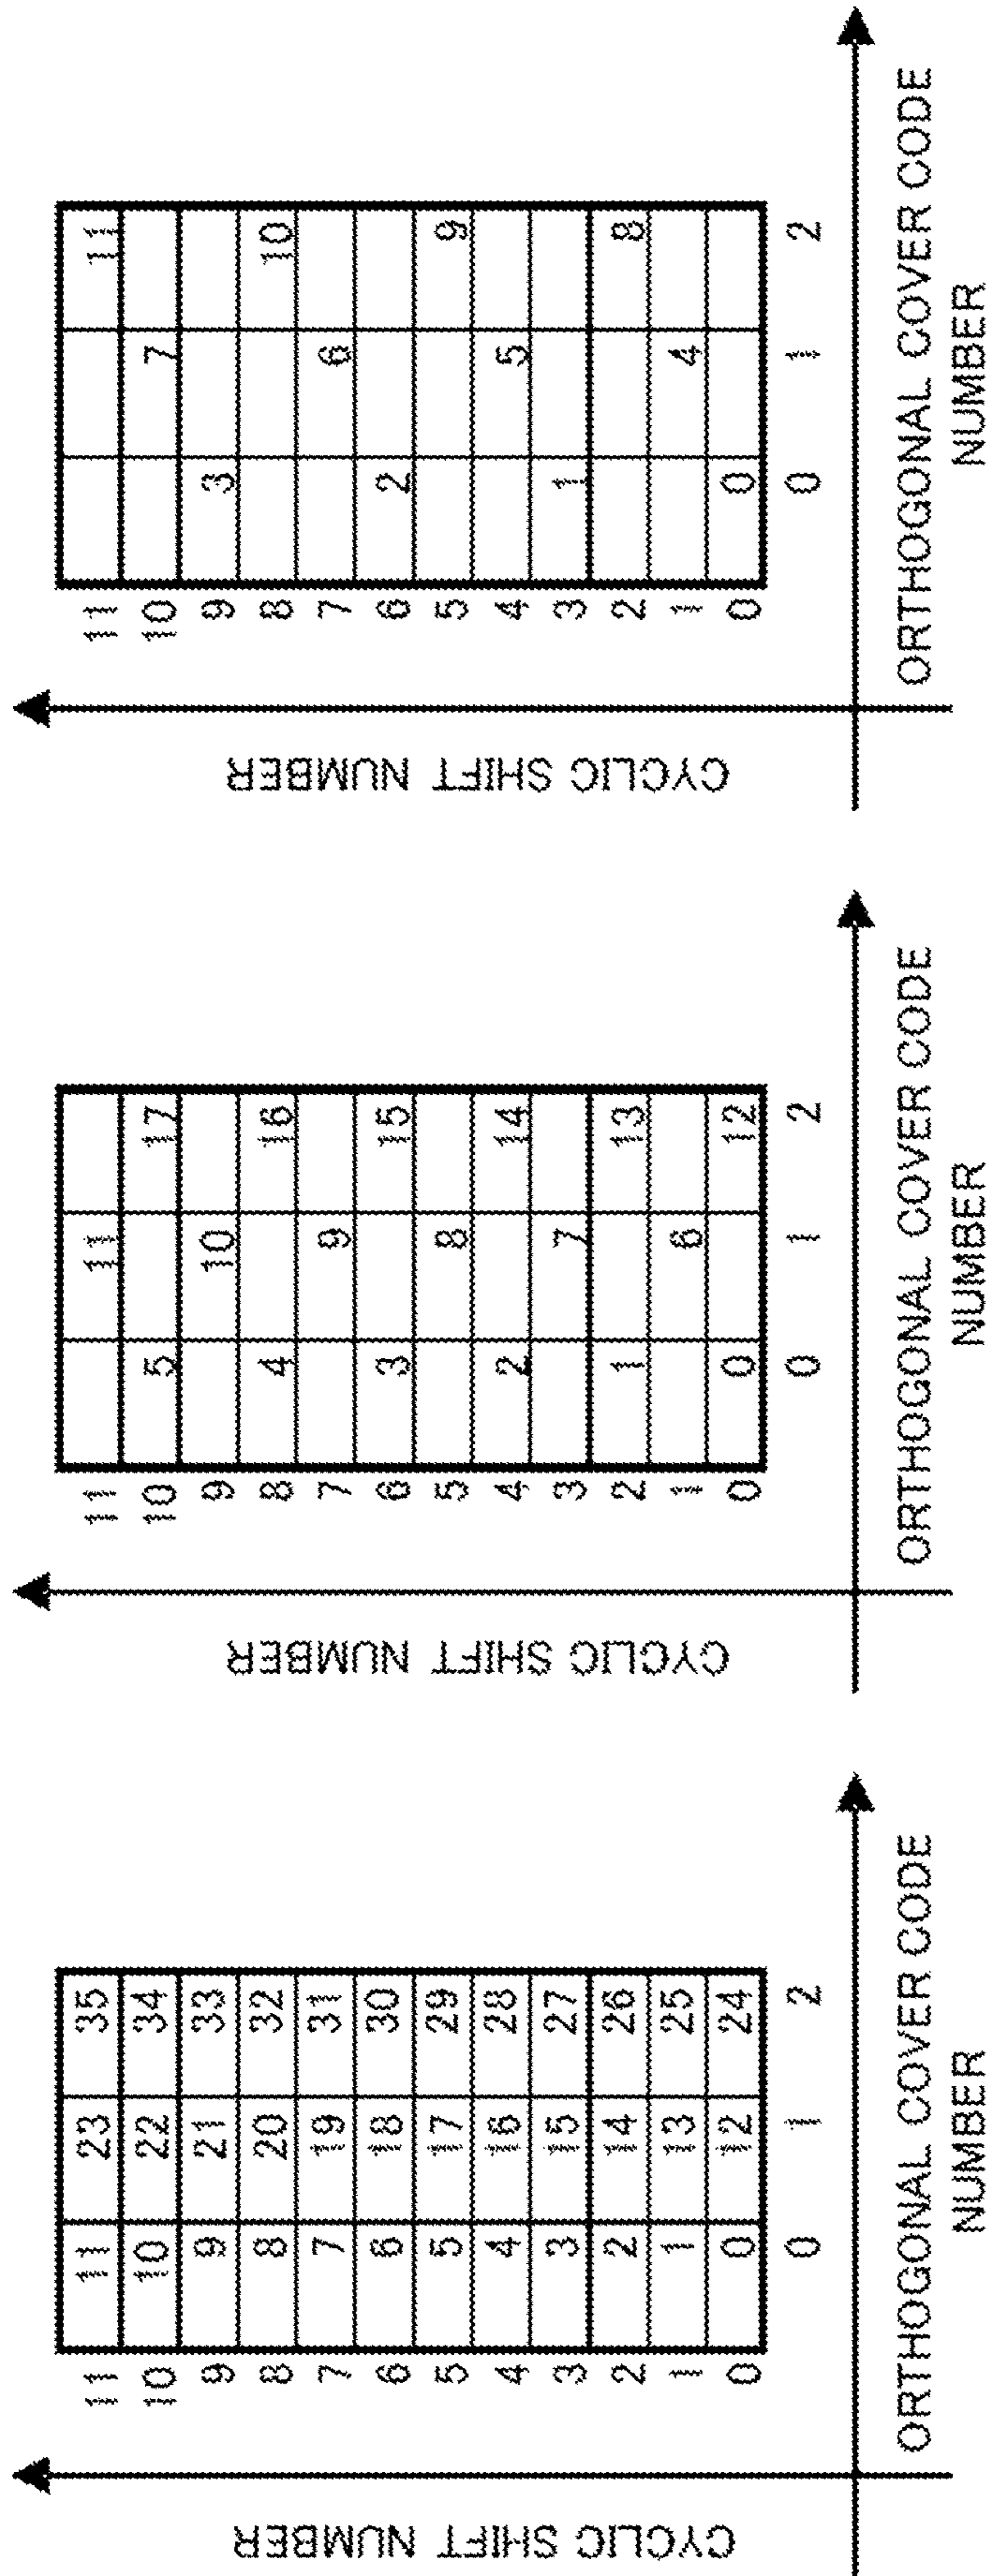 CYCLIC SHIFT NUMBER
11 11 23 35
10 10 22 34
9 9 21 33
8 8 20 32
7 7 19 31
6 6 18 30
5 5 17 29
4 4 16 28
3 3 15 27
2 2 14 26
1 1 13 25
0 0 12 24
0 1 2
ORTHOGONAL COVER CODE
NUMBER
CYCLIC SHIFT NUMBER
11 11
10 5 17
9 10
8 4 16
7 9
6 3 15
5 8
4 2 14
3 7
2 1 13
1 6
0 0 12
0 1 2
ORTHOGONAL COVER CODE
NUMBER
CYCLIC SHIFT NUMBER
11 11
10 7
9 3
8 10
7 6
6 2
5 9
4 5
3 1
2 8
1 4
0 0
0 1 2
ORTHOGONAL COVER CODE
NUMBER